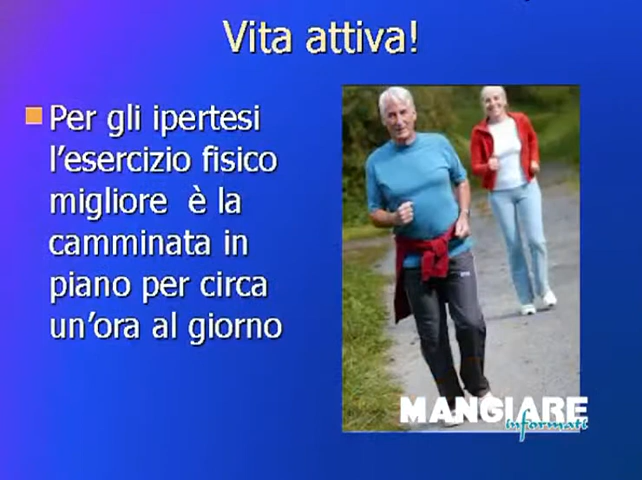 Vita attiva!
Per gli ipertesi
l'esercizio fisico
migliore è la
camminata in
piano per circa
un'ora al giorno
MANGIARE
informati